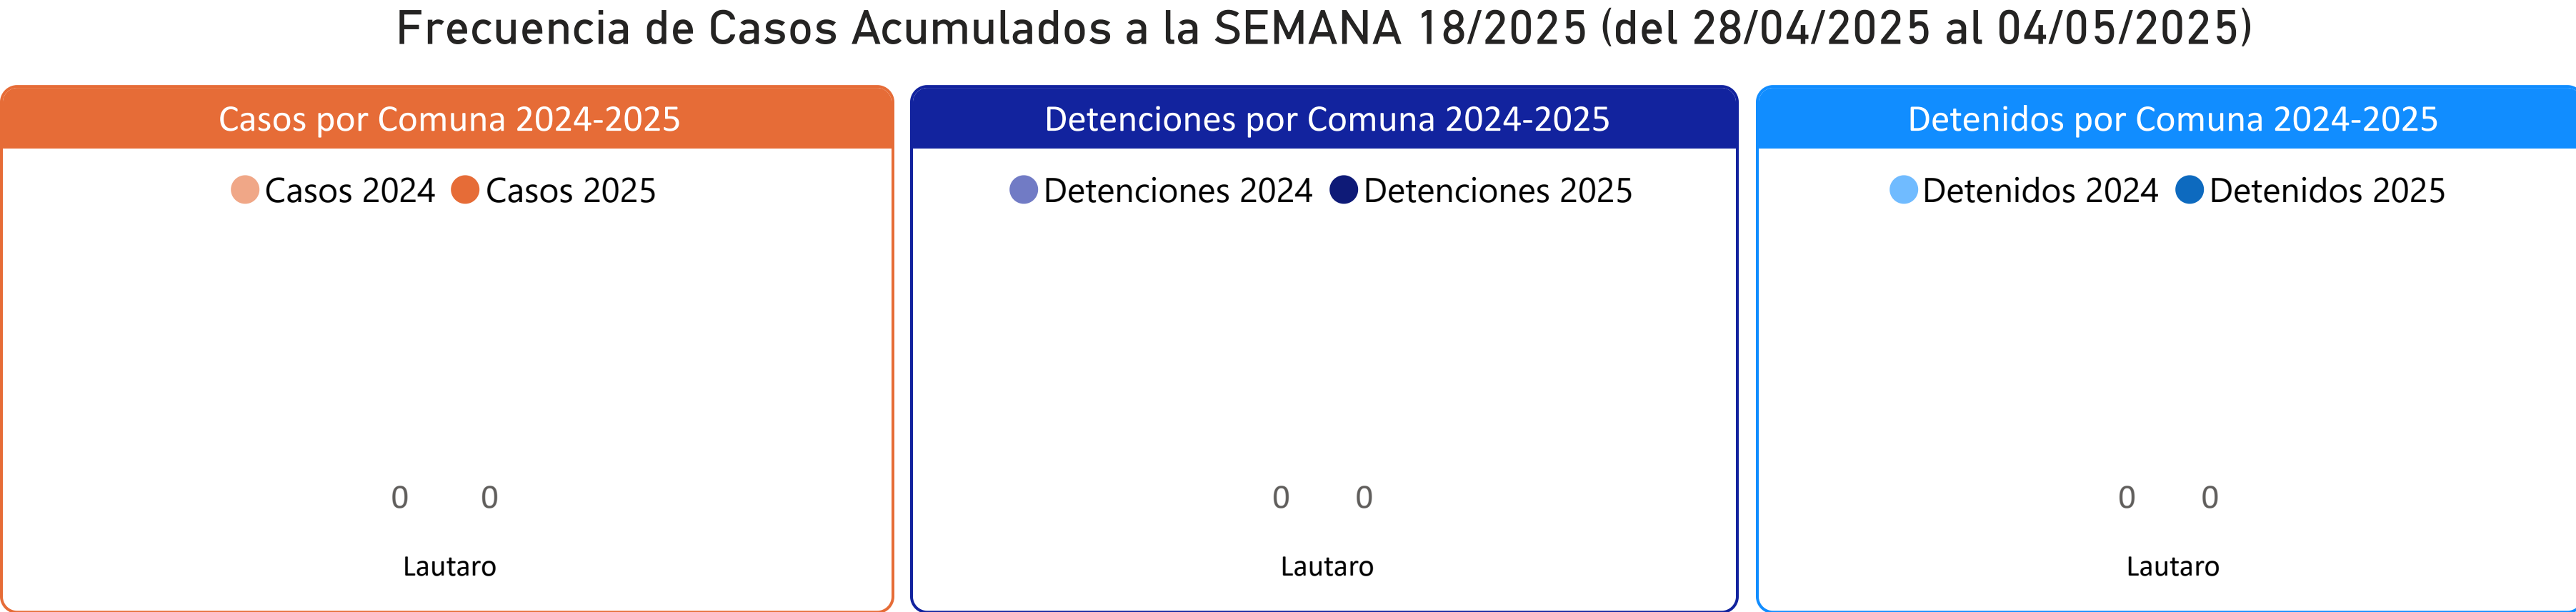 Frecuencia de Casos Acumulados a la SEMANA 18/2025 (del 28/04/2025 al 04/05/2025)
Casos por Comuna 2024-2025
Casos 2024 Casos 2025
0 0
Lautaro
Detenciones por Comuna 2024-2025
Detenciones 2024 Detenciones 2025
0 0
Lautaro
Detenidos por Comuna 2024-2025
Detenidos 2024 Detenidos 2025
0 0
Lautaro